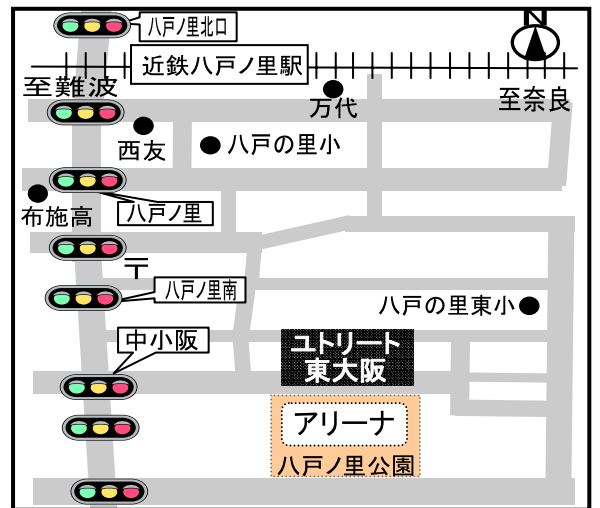 八戸ノ里北口
N
近鉄八戸ノ里駅
至難波
万代
至奈良
西友
八戸の里小
布施高
八戸ノ里
〒
八戸ノ里南
八戸の里東小
中小阪
ユトリート
東大阪
アリーナ
八戸ノ里公園